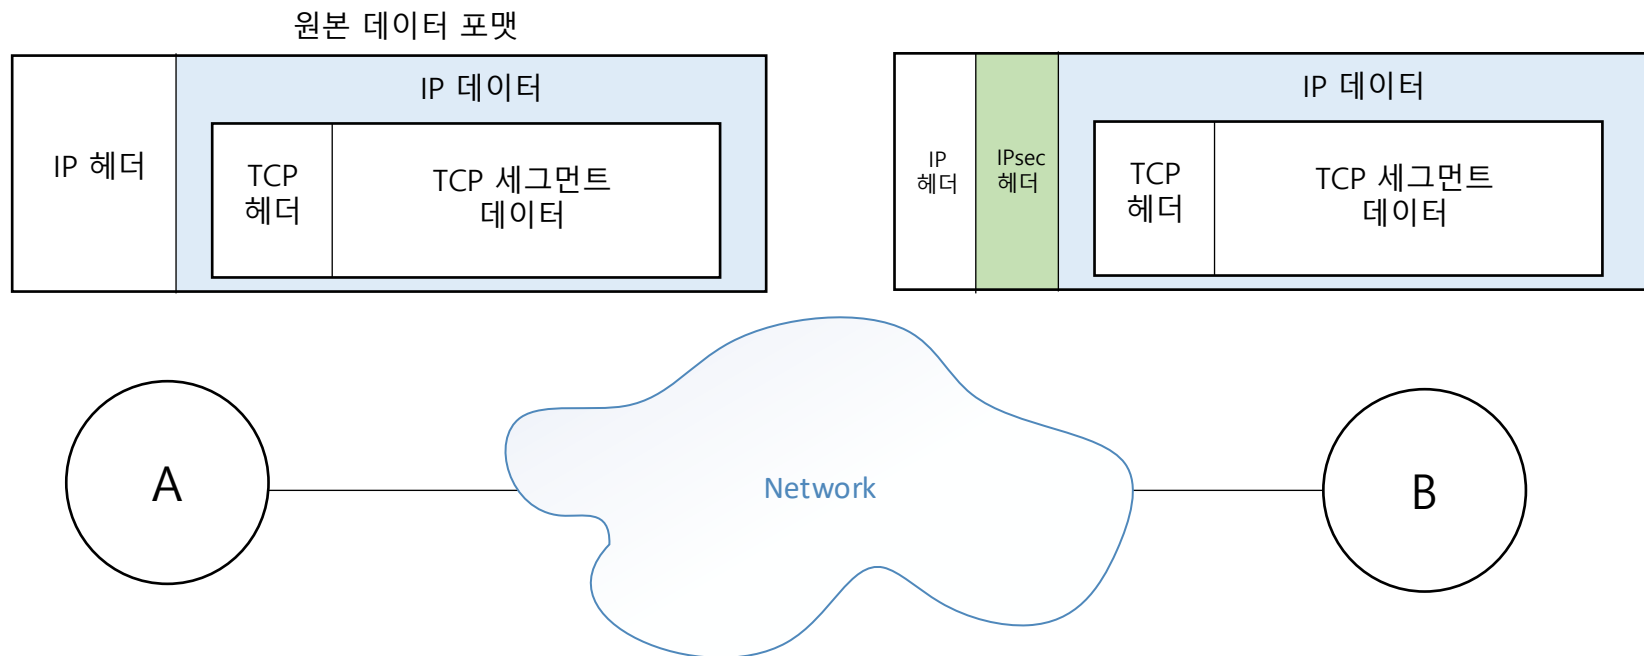 원본 데이터 포맷
IP 헤더
IP 데이터
TCP
헤더
TCP 세그먼트
데이터
IP
헤더
IPsec
헤더
IP 데이터
TCP
헤더
TCP 세그먼트
데이터
A
Network
B